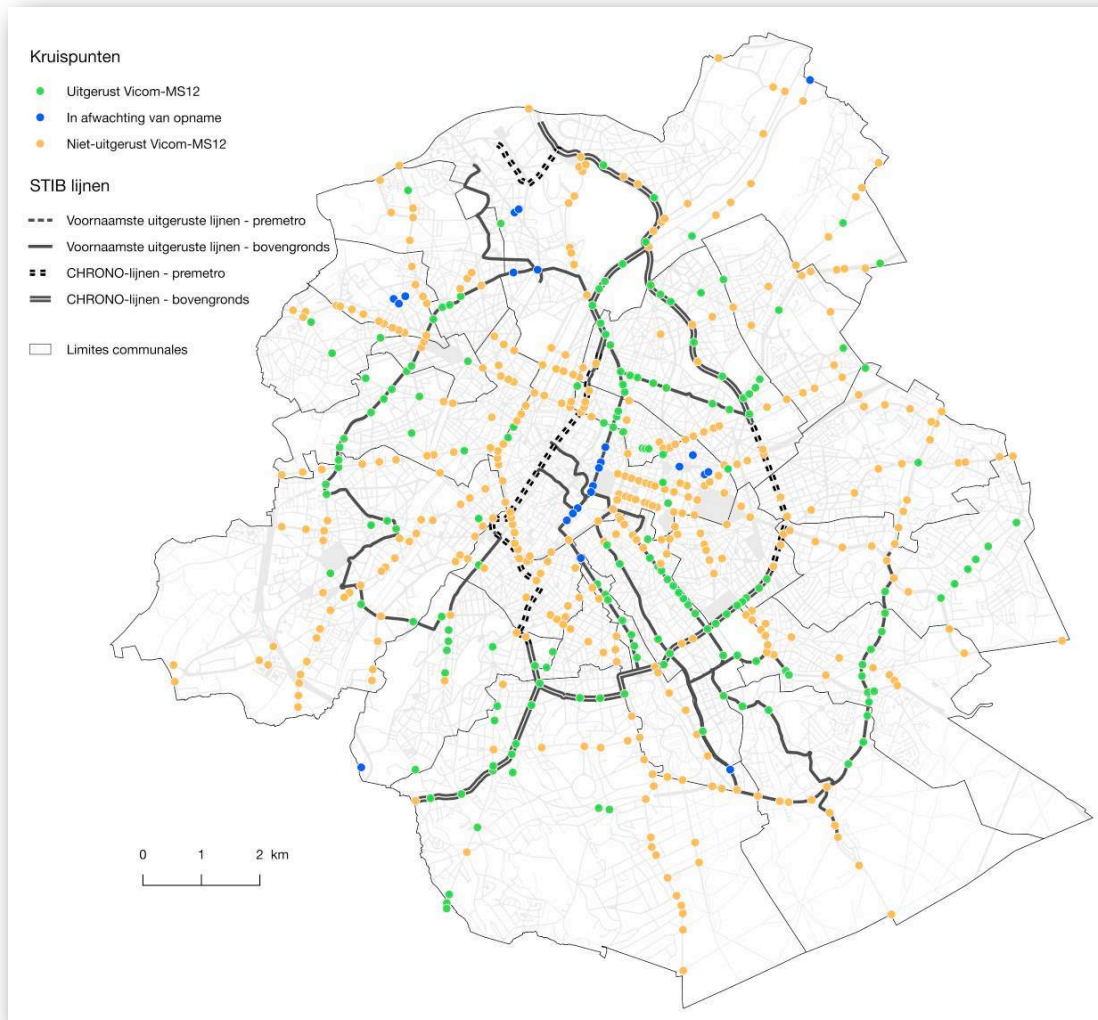 Kruispunten
Uitgerust Vicom-MS12
In afwachting van opname
Niet-uitgerust Vicom-MS12
STIB lijnen
Voornaamste uitgeruste lijnen - premetro
Voornaamste uitgeruste lijnen - bovengronds
CHRONO-lijnen - premetro
CHRONO-lijnen - bovengronds
Limites communales
0 1 2 km